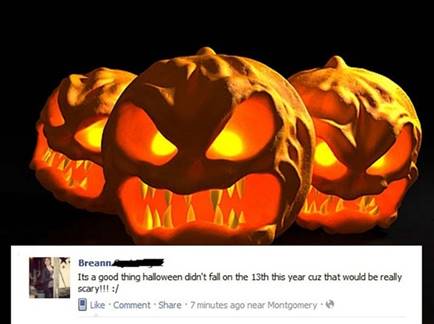 Breann
Its a good thing halloween didn't fall on the 13th this year cuz that would be really
scary!!! :/
Like · Comment · Share · 7 minutes ago near Montgomery ·